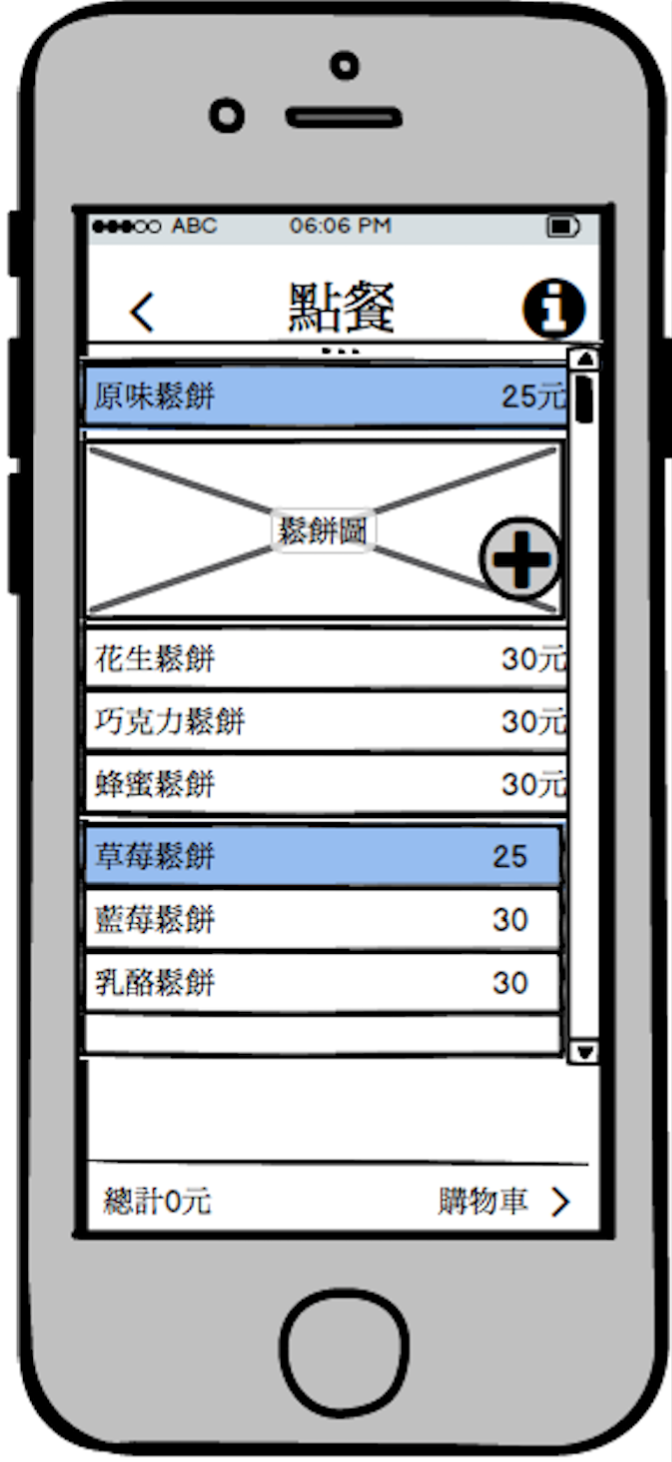 ABC 06:06 PM
點餐
原味鬆餅 25元
鬆餅圖
花生鬆餅 30元
巧克力鬆餅 30元
蜂蜜鬆餅 30元
草莓鬆餅 25
藍莓鬆餅 30
乳酪鬆餅 30
總計0元 購物車